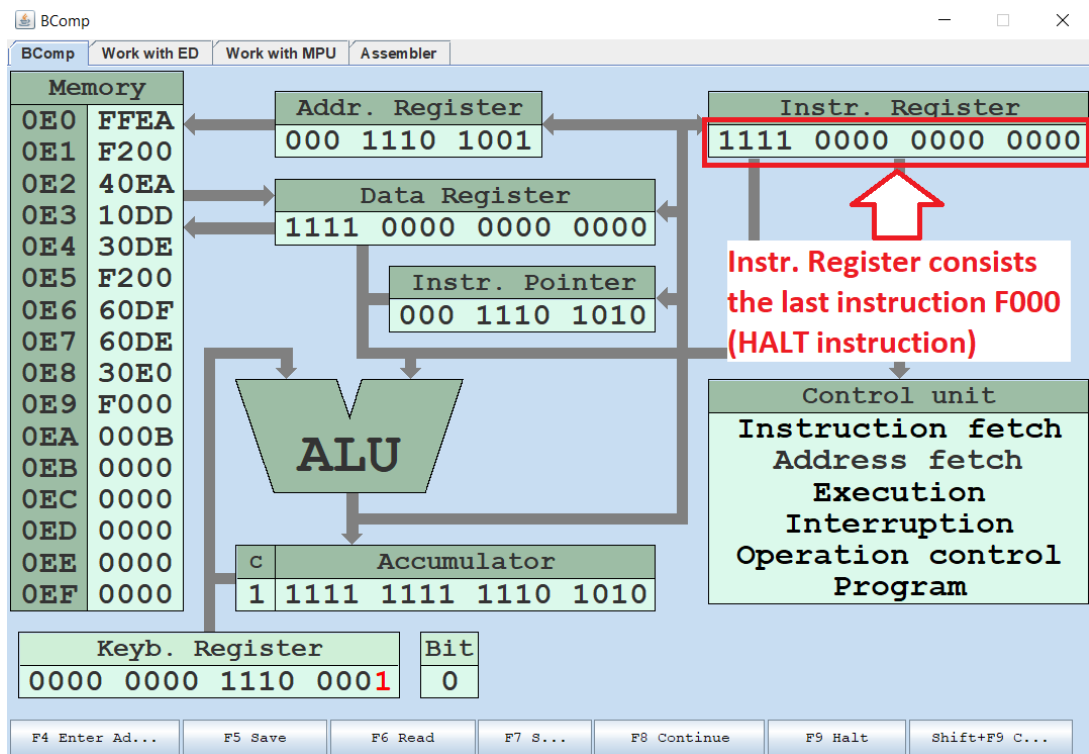 BComp
BComp Work with ED Work with MPU Assembler
Memory
0E0 FFEA
0E1 F200
0E2 40EA
0E3 10DD
0E4 30DE
0E5 F200
0E6 60DF
0E7 60DE
0E8 30E0
0E9 F000
0EA 000B
0EB 0000
0EC 0000
0ED 0000
0EE 0000
0EF 0000
Addr. Register
000 1110 1001
Instr. Register
1111 0000 0000 0000
Data Register
1111 0000 0000 0000
Instr. Pointer
000 1110 1010
Instr. Register consists
the last instruction F000
(HALT instruction)
ALU
Control unit
Instruction fetch
Address fetch
Execution
Interruption
Operation control
Program
C Accumulator
1 1111 1111 1110 1010
Keyb. Register
0000 0000 1110 0001
Bit
0
F4 Enter Ad... F5 Save F6 Read F7 S... F8 Continue F9 Halt Shift+F9 C...